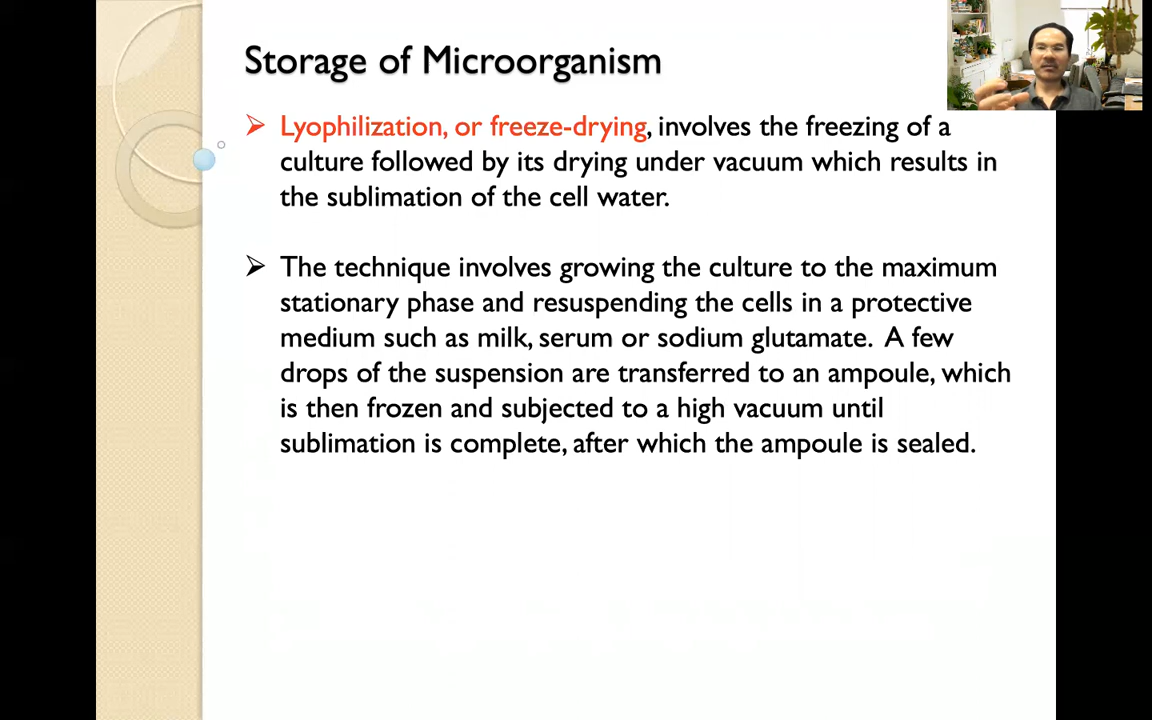 Storage of Microorganism
Lyophilization, or freeze-drying, involves the freezing of a
culture followed by its drying under vacuum which results in
the sublimation of the cell water.
The technique involves growing the culture to the maximum
stationary phase and resuspending the cells in a protective
medium such as milk, serum or sodium glutamate. A few
drops of the suspension are transferred to an ampoule, which
is then frozen and subjected to a high vacuum until
sublimation is complete, after which the ampoule is sealed.